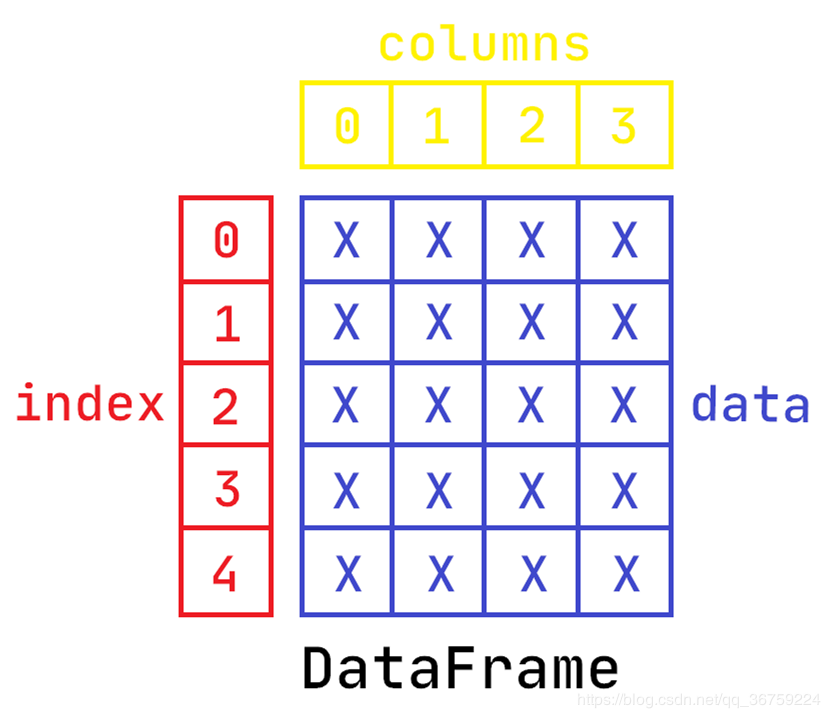 columns
0 1 2 3
0 X X X X
1 X X X X
index 2 X X X X data
3 X X X X
4 X X X X
DataFrame
https://blog.csdn.net/qq_36759224